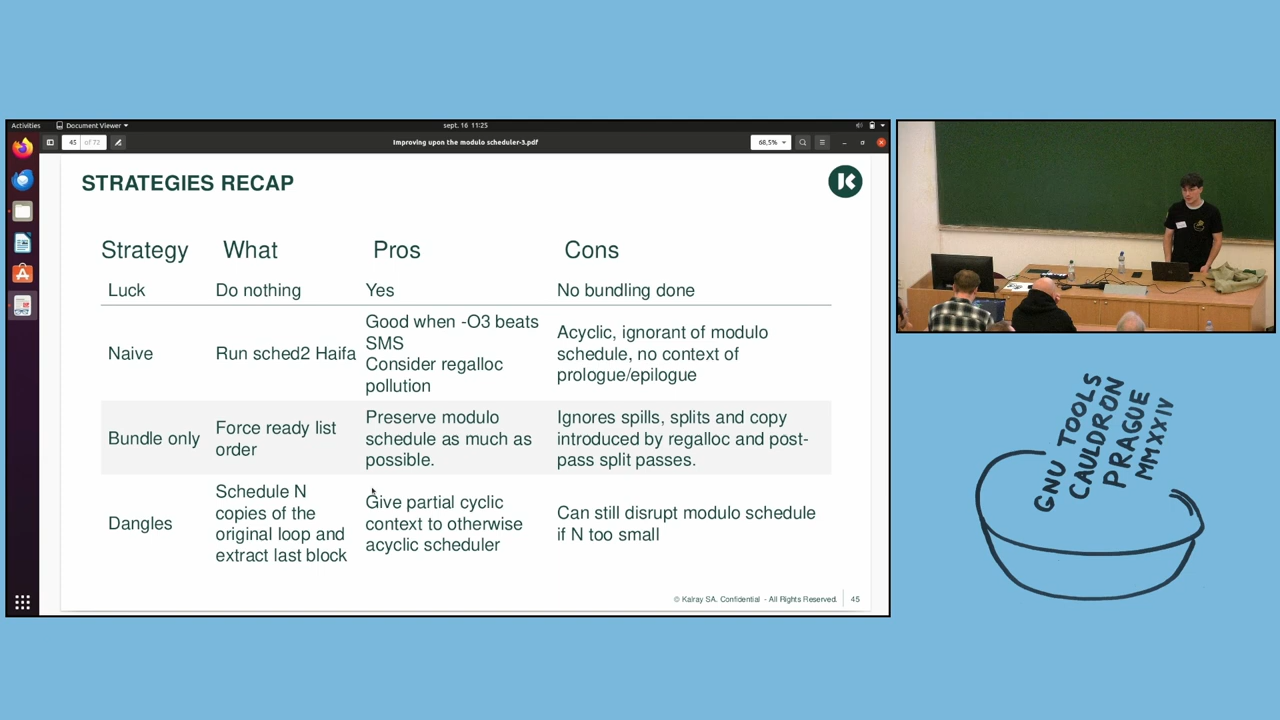 Activities
Document Viewer
sept. 16 11:25
45 of 72
Improving upon the modulo scheduler-3.pdf
68,5%
STRATEGIES RECAP
Strategy What Pros Cons
Luck Do nothing Yes No bundling done
Naive
Run sched2 Haifa
Good when -O3 beats
SMS
Consider regalloc
pollution
Acyclic, ignorant of modulo
schedule, no context of
prologue/epilogue
Bundle only
Force ready list
order
Preserve modulo
schedule as much as
possible.
Ignores spills, splits and copy
introduced by regalloc and post-
pass split passes.
Dangles
Schedule N
copies of the
original loop and
extract last block
Give partial cyclic
context to otherwise
acyclic scheduler
Can still disrupt modulo schedule
if N too small
© Kalray SA. Confidential - All Rights Reserved. 45
GNU TOOLS
CAULDRON
PRAGUE
MMXXIV